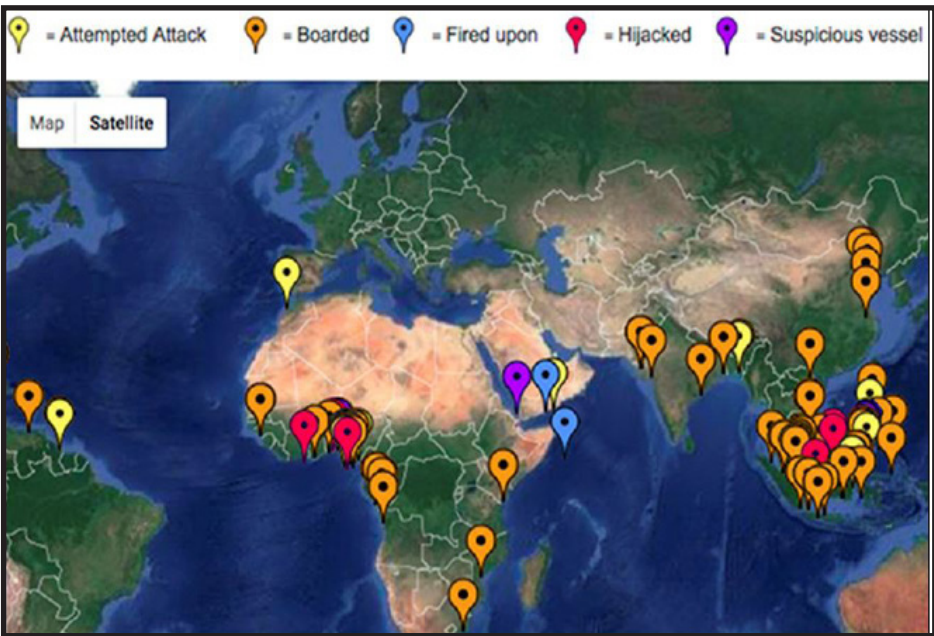 = Attempted Attack = Boarded = Fired upon = Hijacked = Suspicious vessel
Map Satellite